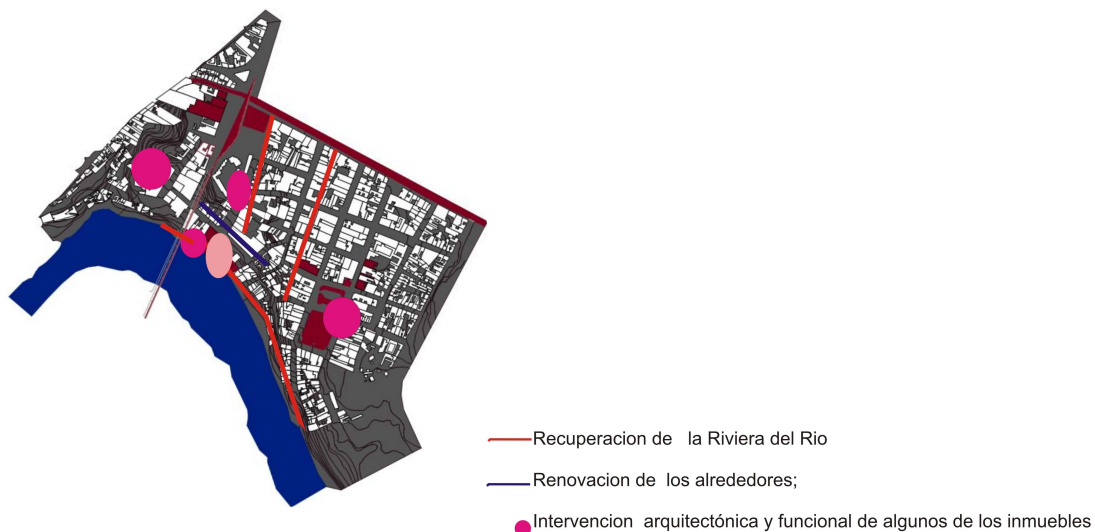 Recuperacion de la Riviera del Rio
Renovacion de los alrededores;
Intervencion arquitectónica y funcional de algunos de los inmuebles